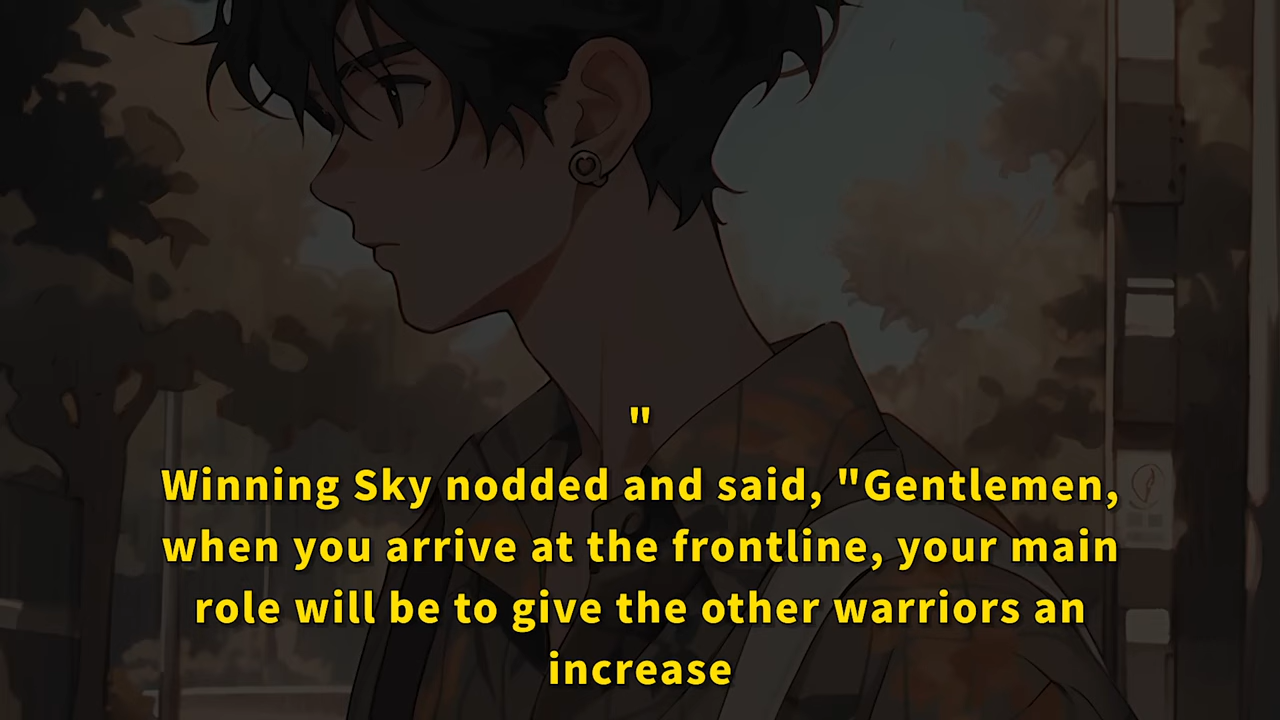 "
Winning Sky nodded and said, "Gentlemen,
when you arrive at the frontline, your main
role will be to give the other warriors an
increase